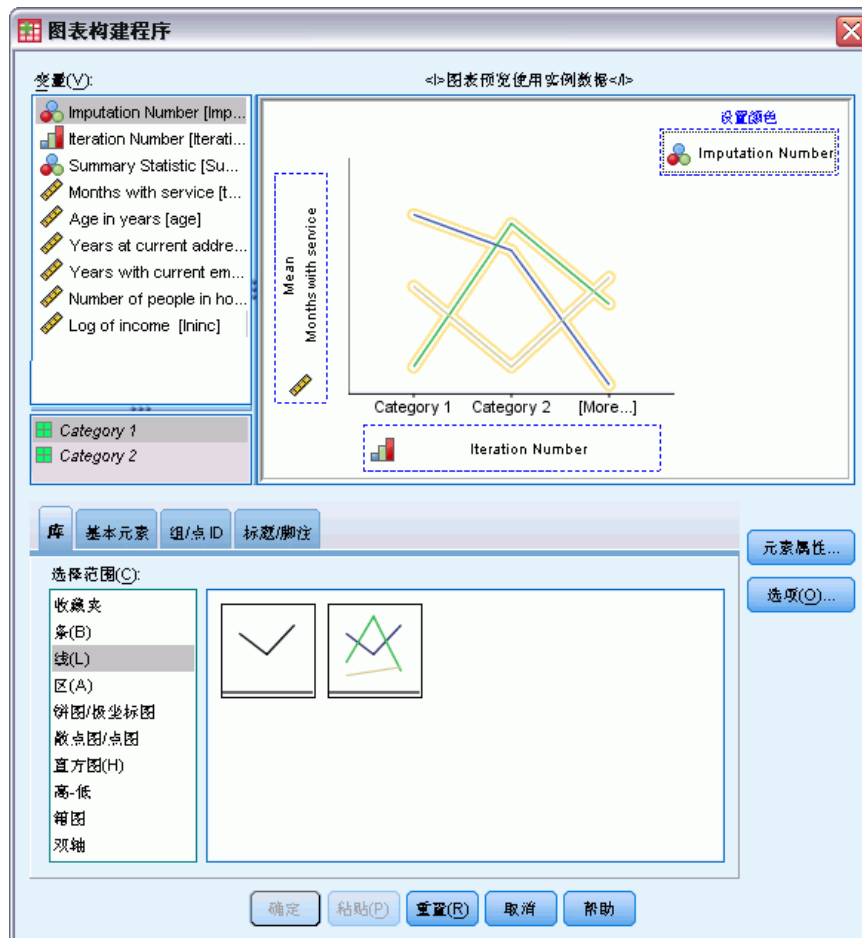 图表构建程序
变量(V):
<I>图表预览使用实例数据</I>
Imputation Number [Imp...
Iteration Number [Iterati...
Summary Statistic [Su...
Months with service [t...
Age in years [age]
Years at current addre...
Years with current em...
Number of people in ho...
Log of income [lninc]
Category 1
Category 2
设置颜色
Imputation Number
Mean
Months with service
Category 1
Category 2
[More...]
Iteration Number
库
基本元素
组/点 ID
标题/脚注
元素属性...
选项(O)...
选择范围(C):
收藏夹
条(B)
线(L)
区(A)
饼图/极坐标图
散点图/点图
直方图(H)
高-低
箱图
双轴
确定
粘贴(P)
重置(R)
取消
帮助